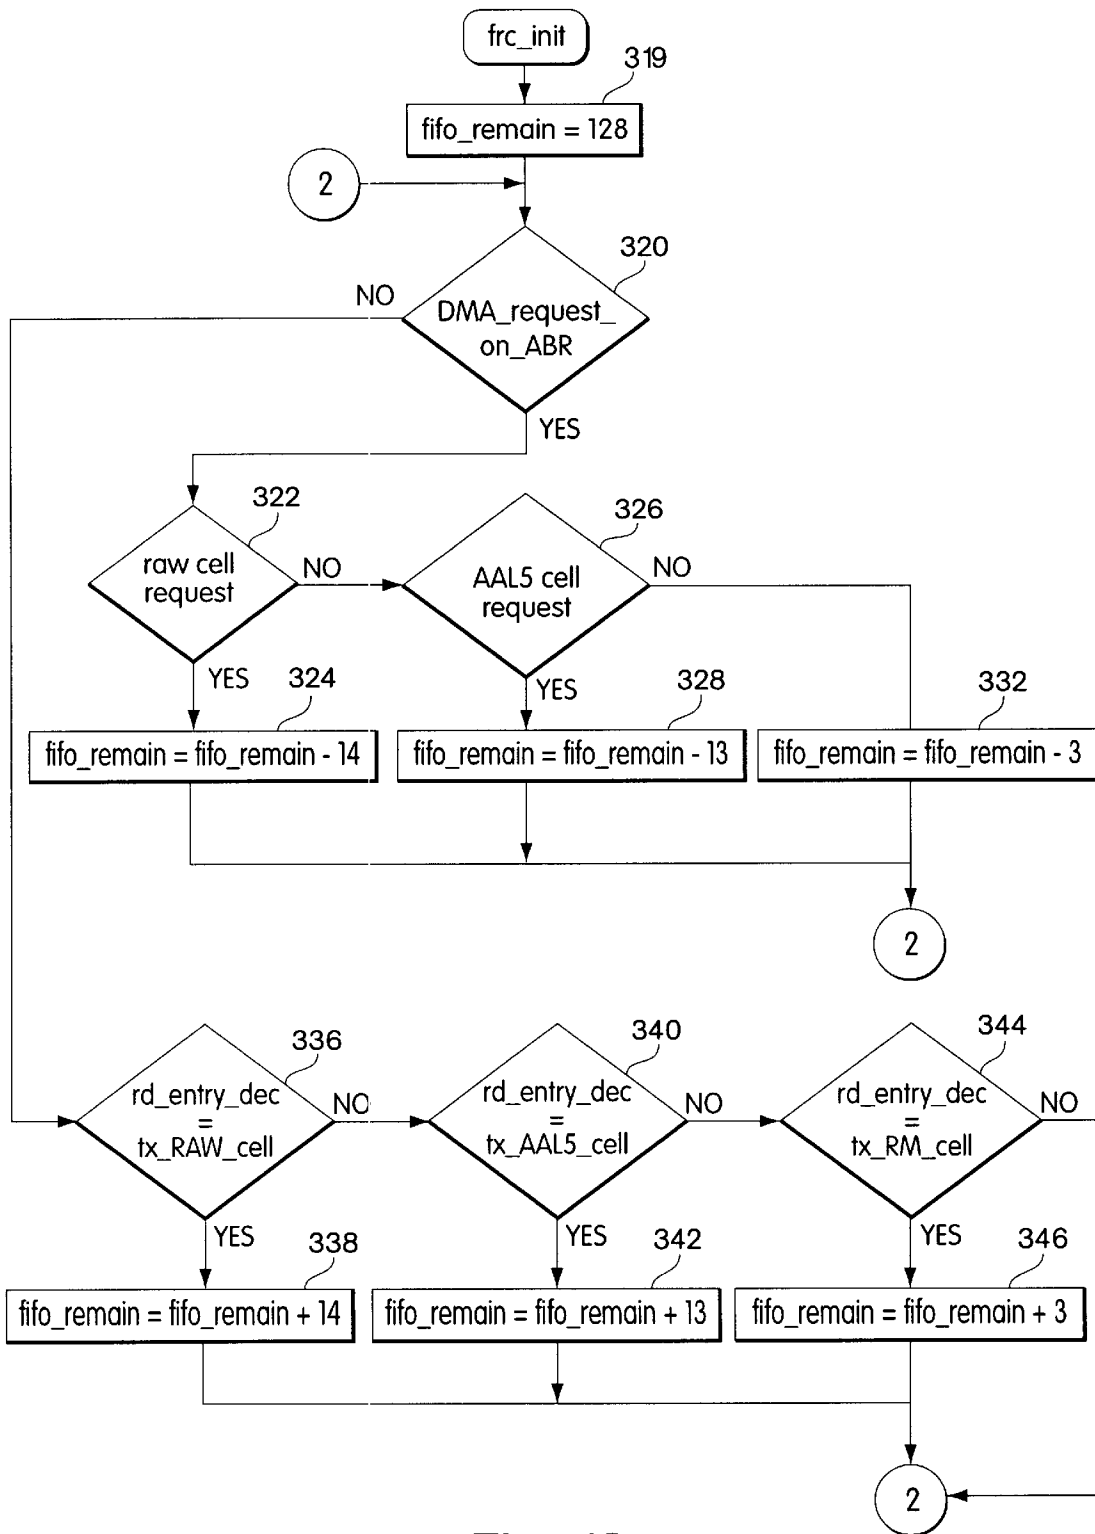 frc_init
319
fifo_remain = 128
2
320
NO
DMA_request_
on_ABR
YES
322
raw cell
request
NO
326
AAL5 cell
request
NO
YES
324
YES
328
332
fifo_remain = fifo_remain - 14
fifo_remain = fifo_remain - 13
fifo_remain = fifo_remain - 3
2
336
rd_entry_dec
=
tx_RAW_cell
NO
340
rd_entry_dec
=
tx_AAL5_cell
NO
344
rd_entry_dec
=
tx_RM_cell
NO
YES
338
YES
342
YES
346
fifo_remain = fifo_remain + 14
fifo_remain = fifo_remain + 13
fifo_remain = fifo_remain + 3
2